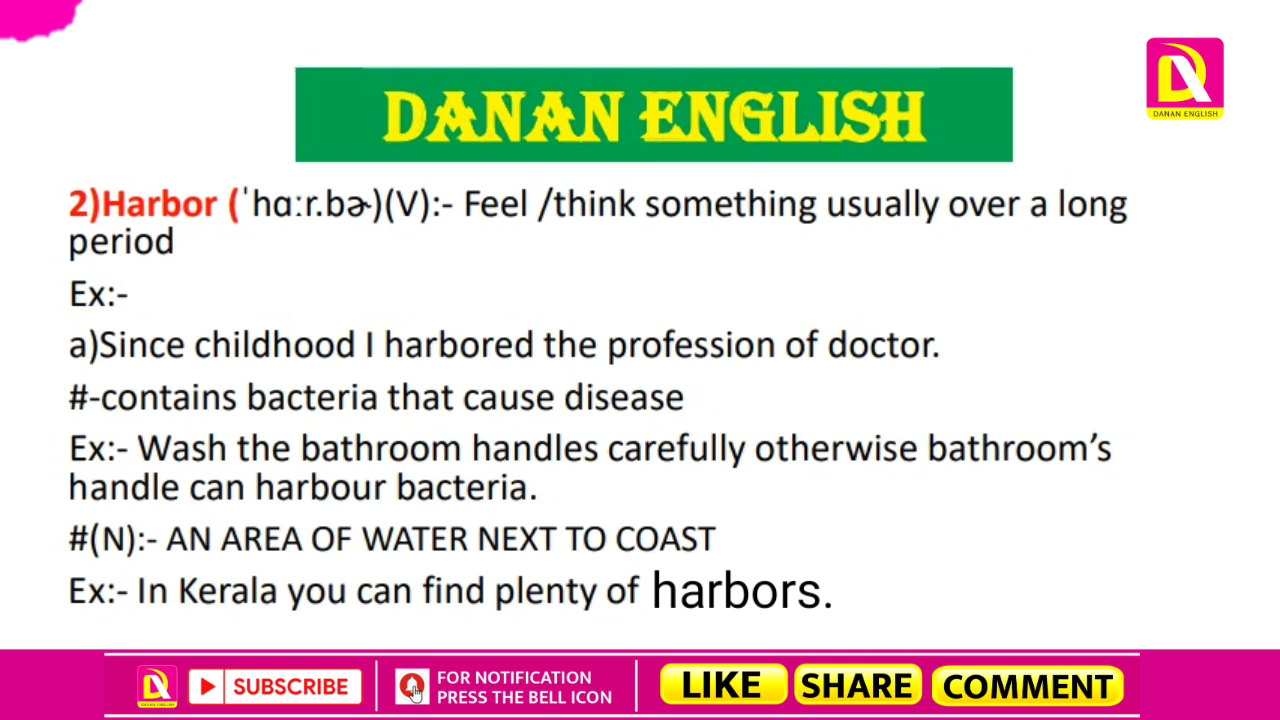 DANAN ENGLISH
DANAN ENGLISH
2)Harbor (ˈhɑːr.bɚ)(V):- Feel /think something usually over a long
period
Ex:-
a)Since childhood I harbored the profession of doctor.
#-contains bacteria that cause disease
Ex:- Wash the bathroom handles carefully otherwise bathroom’s
handle can harbour bacteria.
#(N):- AN AREA OF WATER NEXT TO COAST
Ex:- In Kerala you can find plenty of harbors.
DANAN ENGLISH
SUBSCRIBE
FOR NOTIFICATION
PRESS THE BELL ICON
LIKE
SHARE
COMMENT